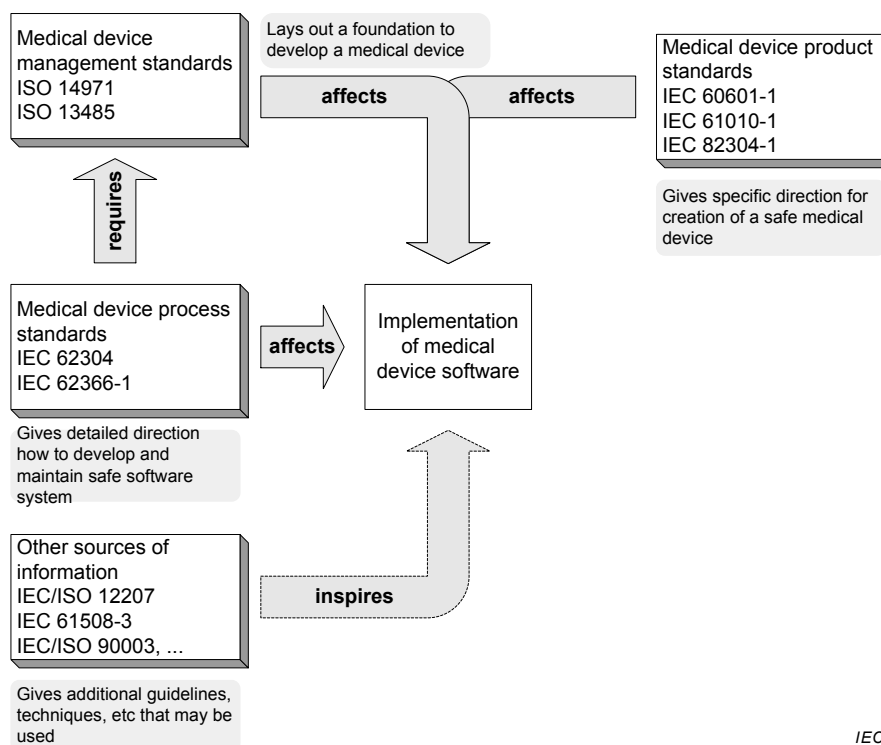 Medical device
management standards
ISO 14971
ISO 13485
Lays out a foundation to
develop a medical device
affects
affects
Medical device product
standards
IEC 60601-1
IEC 61010-1
IEC 82304-1
Gives specific direction for
creation of a safe medical
device
requires
Medical device process
standards
IEC 62304
IEC 62366-1
Gives detailed direction
how to develop and
maintain safe software
system
affects
Implementation
of medical
device software
Other sources of
information
IEC/ISO 12207
IEC 61508-3
IEC/ISO 90003, ...
Gives additional guidelines,
techniques, etc that may be
used
inspires
IEC